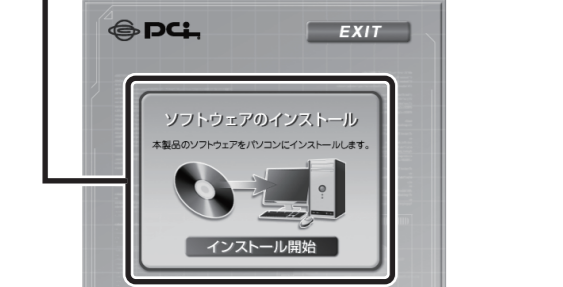 PCi
EXIT
ソフトウェアのインストール
本製品のソフトウェアをパソコンにインストールします。
インストール開始